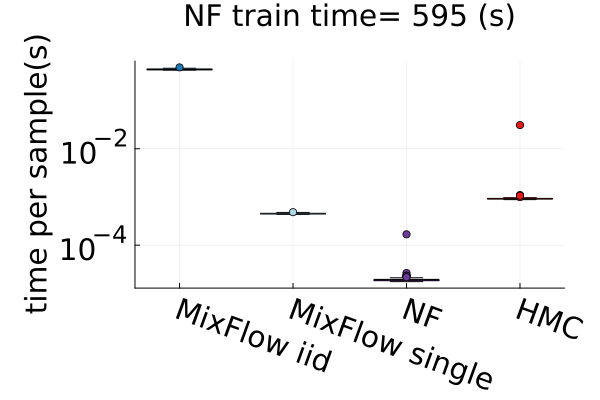 NF train time= 595 (s)
time per sample(s)
10⁻²
10⁻⁴
MixFlow iid
MixFlow single
NF
HMC